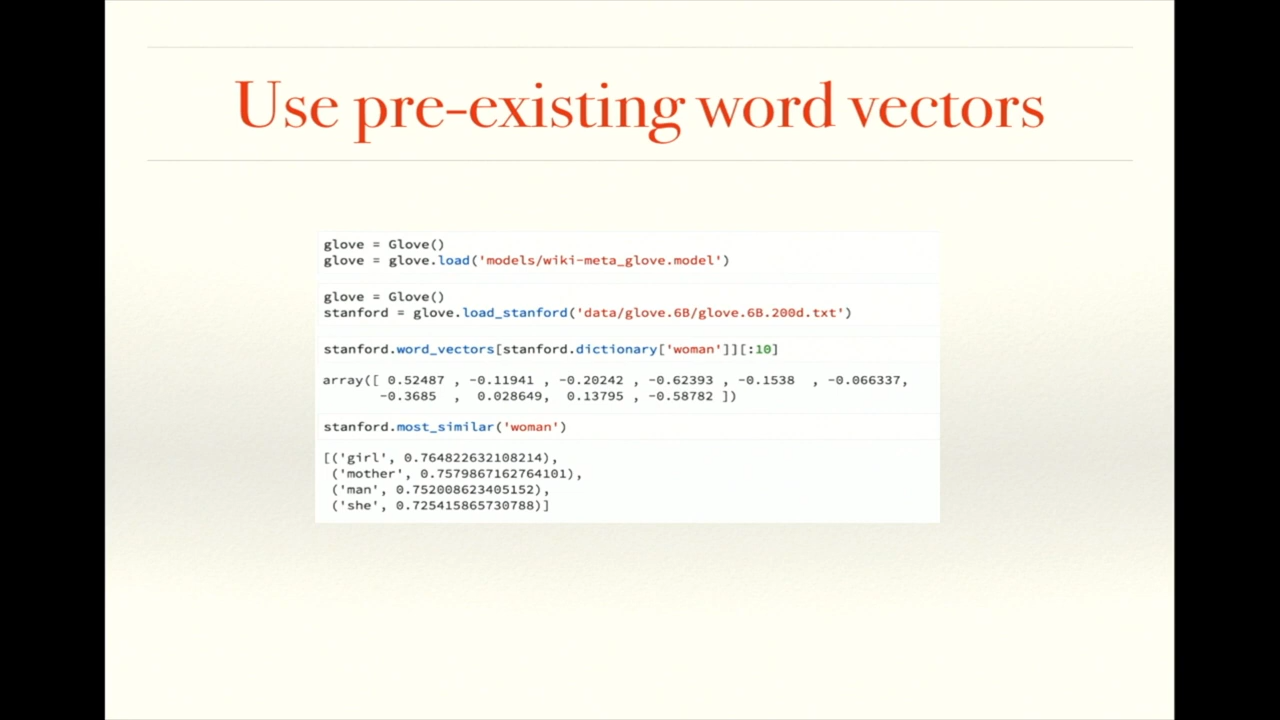 Use pre-existing word vectors
glove = Glove()
glove = glove.load('models/wiki-meta_glove.model')
glove = Glove()
stanford = glove.load_stanford('data/glove.6B/glove.6B.200d.txt')
stanford.word_vectors[stanford.dictionary['woman']][:10]
array([ 0.52487 , -0.11941 , -0.20242 , -0.62393 , -0.1538  , -0.066337,
       -0.3685  ,  0.028649,  0.13795 , -0.58782 ])
stanford.most_similar('woman')
[('girl', 0.764822632108214),
 ('mother', 0.7579867162764101),
 ('man', 0.752008623405152),
 ('she', 0.725415865730788)]